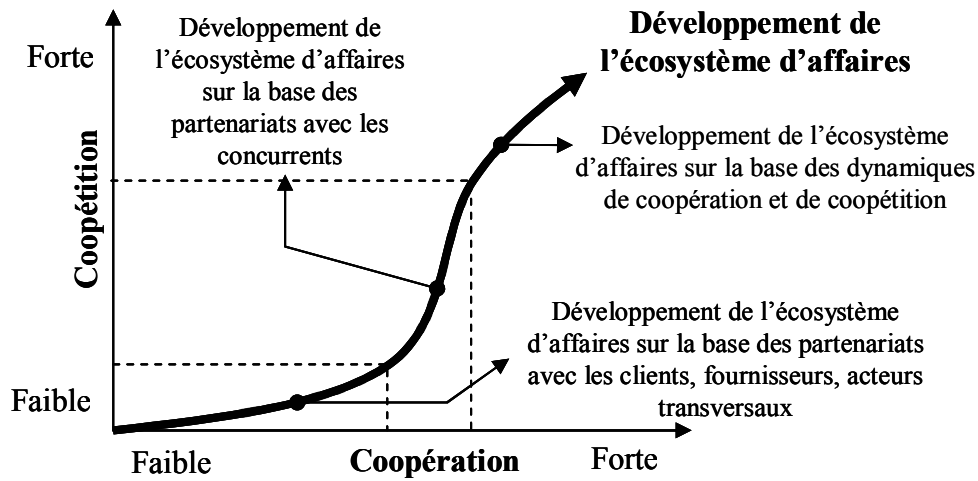 Forte
Développement de
l’écosystème d’affaires
sur la base des
partenariats avec les
concurrents
Développement de
l’écosystème d’affaires
Développement de l’écosystème
d’affaires sur la base des dynamiques
de coopération et de coopétition
Coopétition
Développement de l’écosystème
d’affaires sur la base des partenariats
avec les clients, fournisseurs, acteurs
transversaux
Faible
Faible
Coopération
Forte